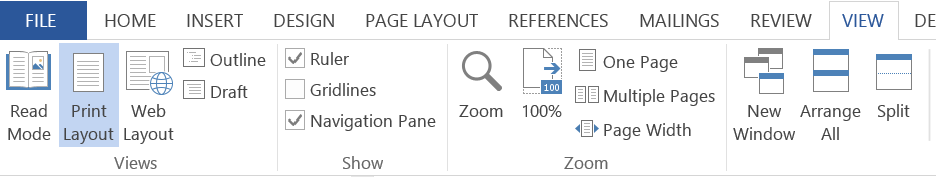 FILE HOME INSERT DESIGN PAGE LAYOUT REFERENCES MAILINGS REVIEW VIEW DE
Read Mode
Print Layout
Web Layout
Outline
Draft
Views
Ruler
Gridlines
Navigation Pane
Show
Zoom
100
100%
One Page
Multiple Pages
Page Width
Zoom
New Window
Arrange All
Split